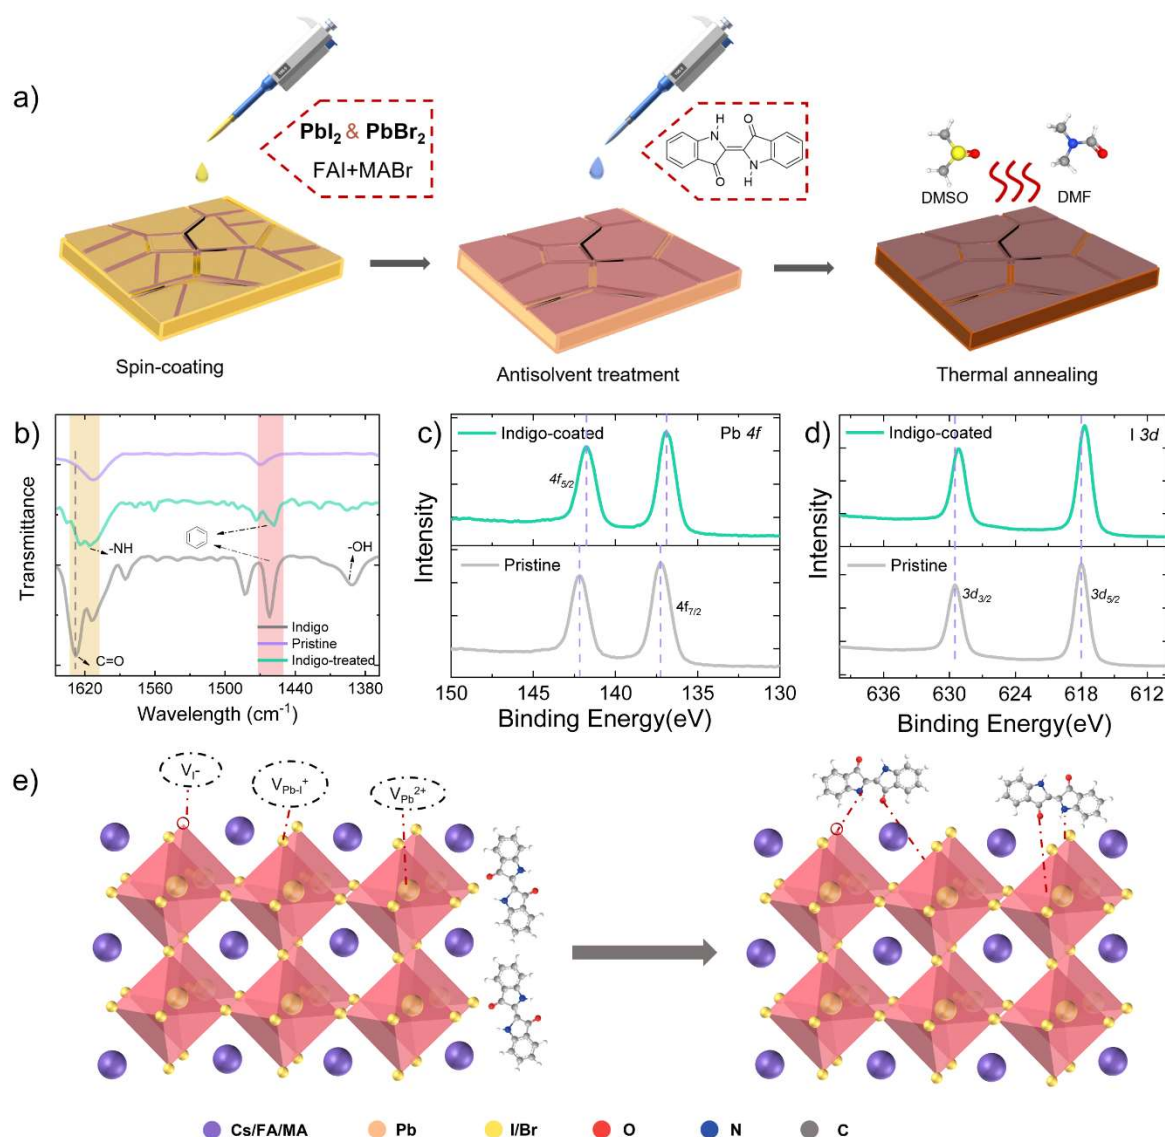 a)
PbI2 & PbBr2
FAI+MABr
H
N
O
O
N
H
DMSO
DMF
Spin-coating
Antisolvent treatment
Thermal annealing
b)
Transmittance
-NH
-OH
C=O
Indigo
Pristine
Indigo-treated
1620 1560 1500 1440 1380
Wavelength (cm-1)
c)
Intensity
Indigo-coated
Pb 4f
4f5/2
Pristine
4f7/2
150 145 140 135 130
Binding Energy(eV)
d)
Intensity
Indigo-coated
I 3d
Pristine
3d3/2
3d5/2
636 630 624 618 612
Binding Energy(eV)
e)
VI-
VPb-I+
VPb2+
Cs/FA/MA Pb I/Br O N C